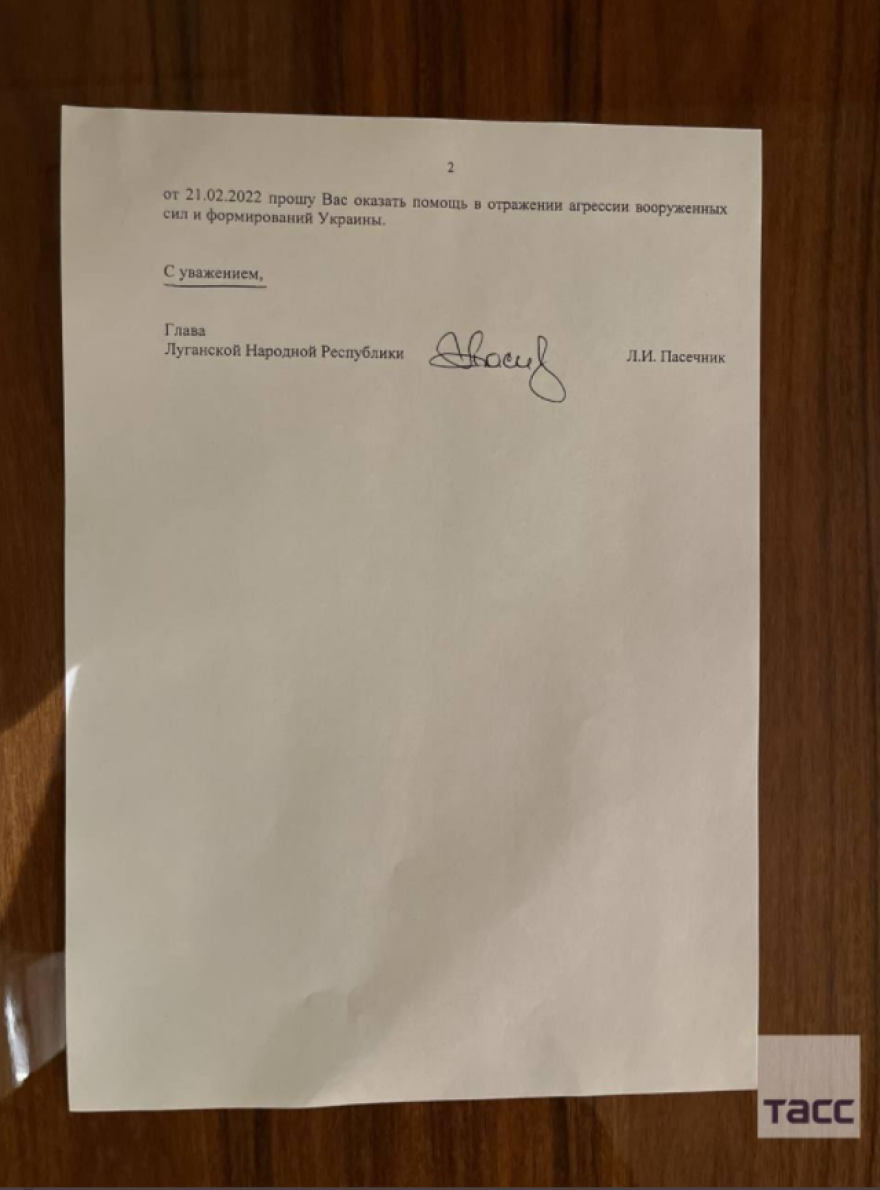 2
от 21.02.2022 прошу Вас оказать помощь в отражении агрессии вооруженных
сил и формирований Украины.
С уважением,
Глава
Луганской Народной Республики
Л.И. Пасечник
тасс